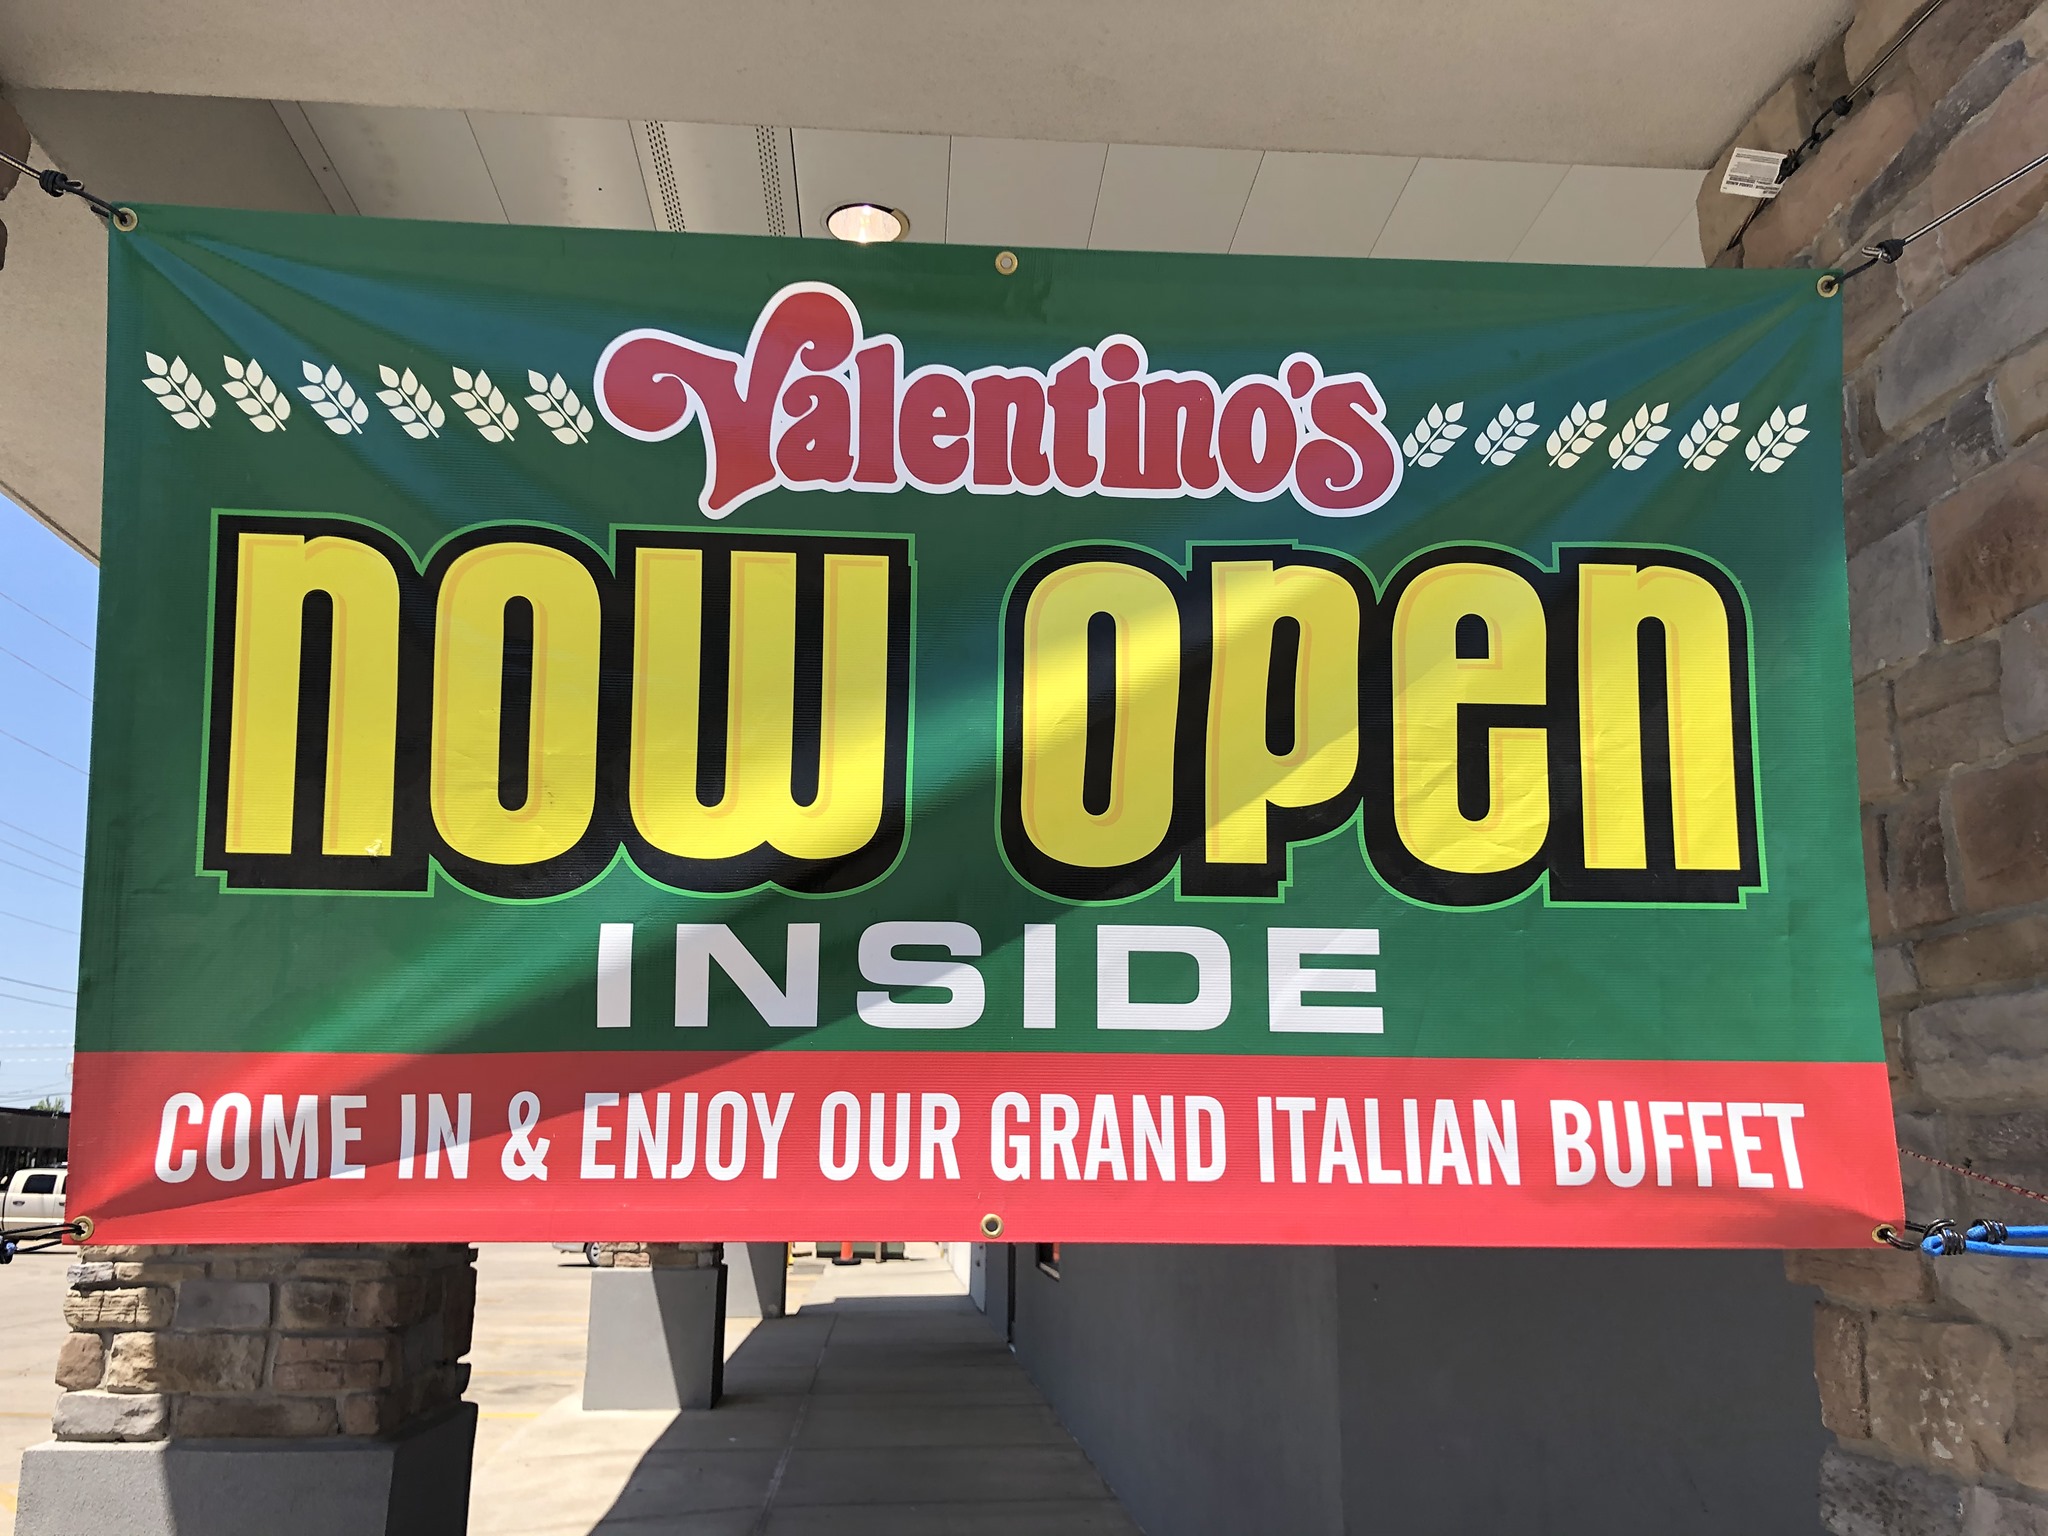 Valentino's
now open
INSIDE
COME IN & ENJOY OUR GRAND ITALIAN BUFFET